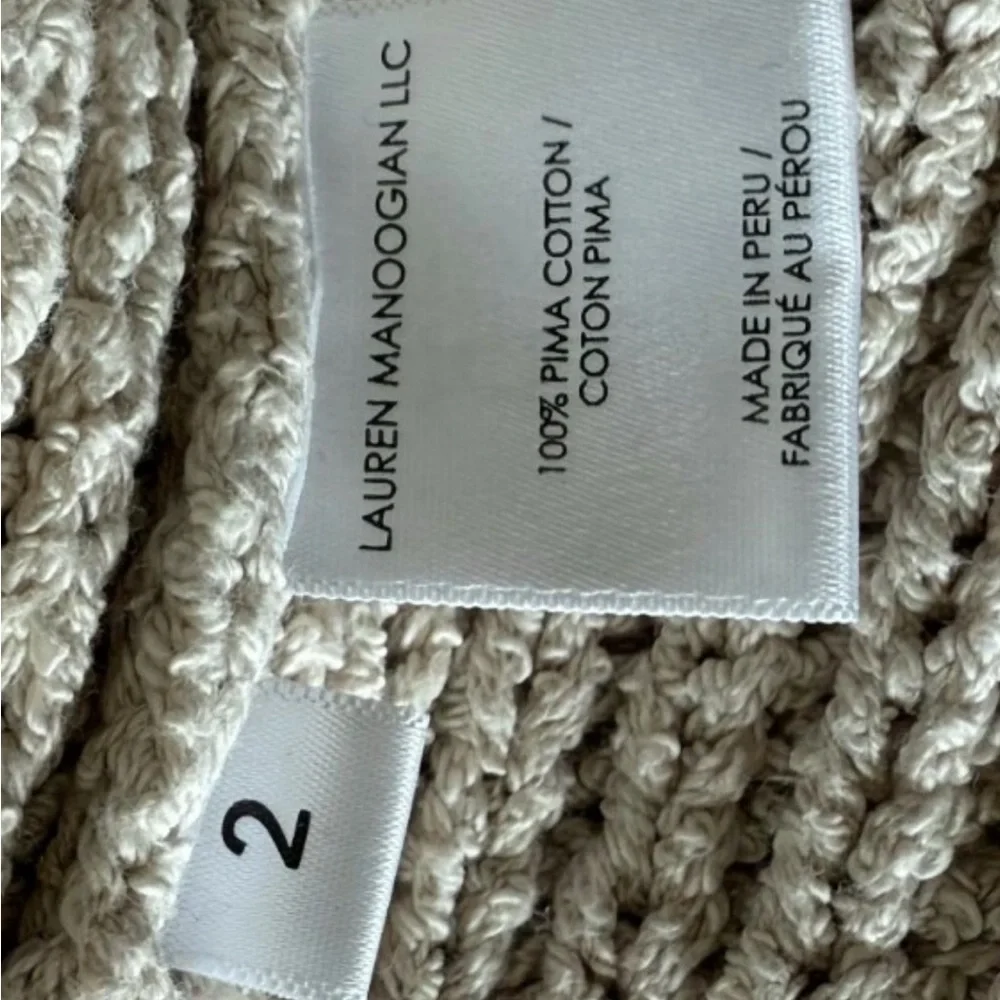 LAUREN MANOOGIAN LLC
100% PIMA COTTON /
COTON PIMA
MADE IN PERU /
FABRIQUÉ AU PÉROU
2